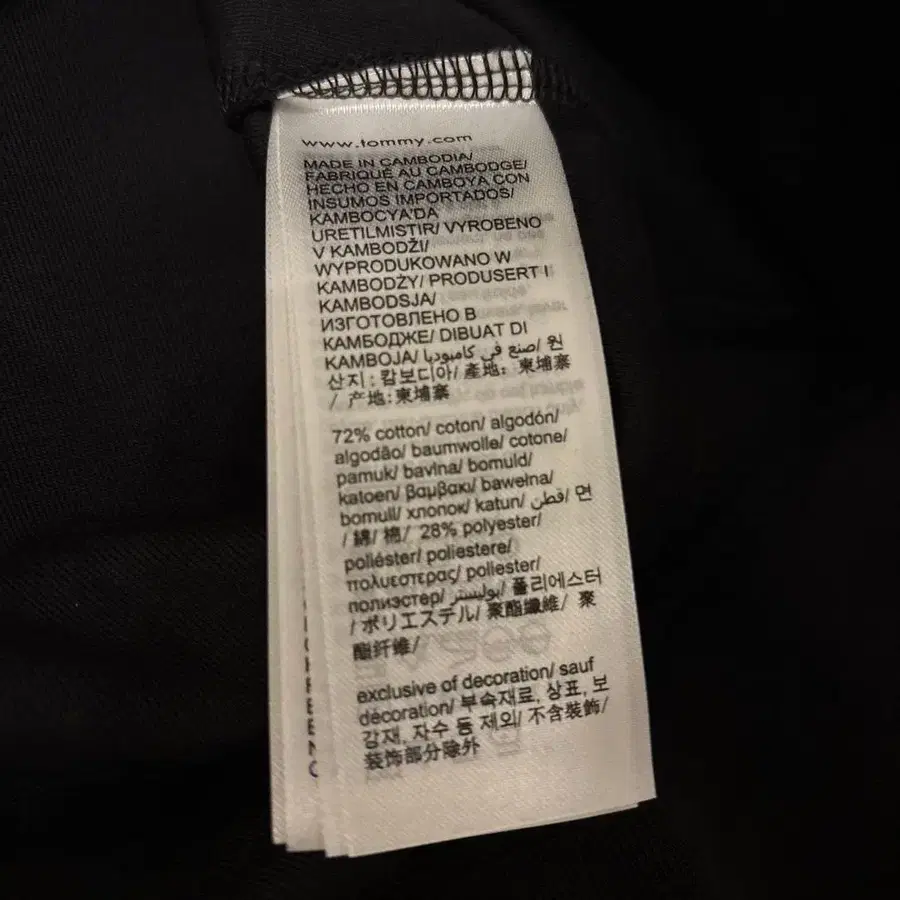 www.tommy.com
MADE IN CAMBODIA/
FABRIQUÉ AU CAMBODGE/
HECHO EN CAMBOYA CON
INSUMOS IMPORTADOS/
KAMBOCYA'DA
URETILMISTIR/ VYROBENO
V KAMBODŽI/
WYPRODUKOWANO W
KAMBODŻY/ PRODUSERT I
KAMBODSJA/
ИЗГОТОВЛЕНО В
КАМБОДЖЕ/ DIBUAT DI
KAMBOJA/ صنع في كامبوديا/ 원
산지 : 캄보디아/ 產地: 柬埔寨
/ 产地: 柬埔寨
72% cotton/ coton/ algodón/
algodão/ baumwolle/ cotone/
pamuk/ bavlna/ bomuld/
katoen/ βαμβακι/ bawełna/
bomull/ хлопок/ katun/ قطن/ 면
/ 綿/ 棉/ 28% polyester/
poliéster/ poliestere/
πολυεστερας/ poliester/
полиэстер/ بوليستر/ 폴리에스터
/ ポリエステル/ 聚酯纖維/ 聚
酯纤维/
exclusive of decoration/ sauf
décoration/ 부속재료, 상표, 보
강재, 자수 등 제외/ 不含裝飾/
装饰部分除外